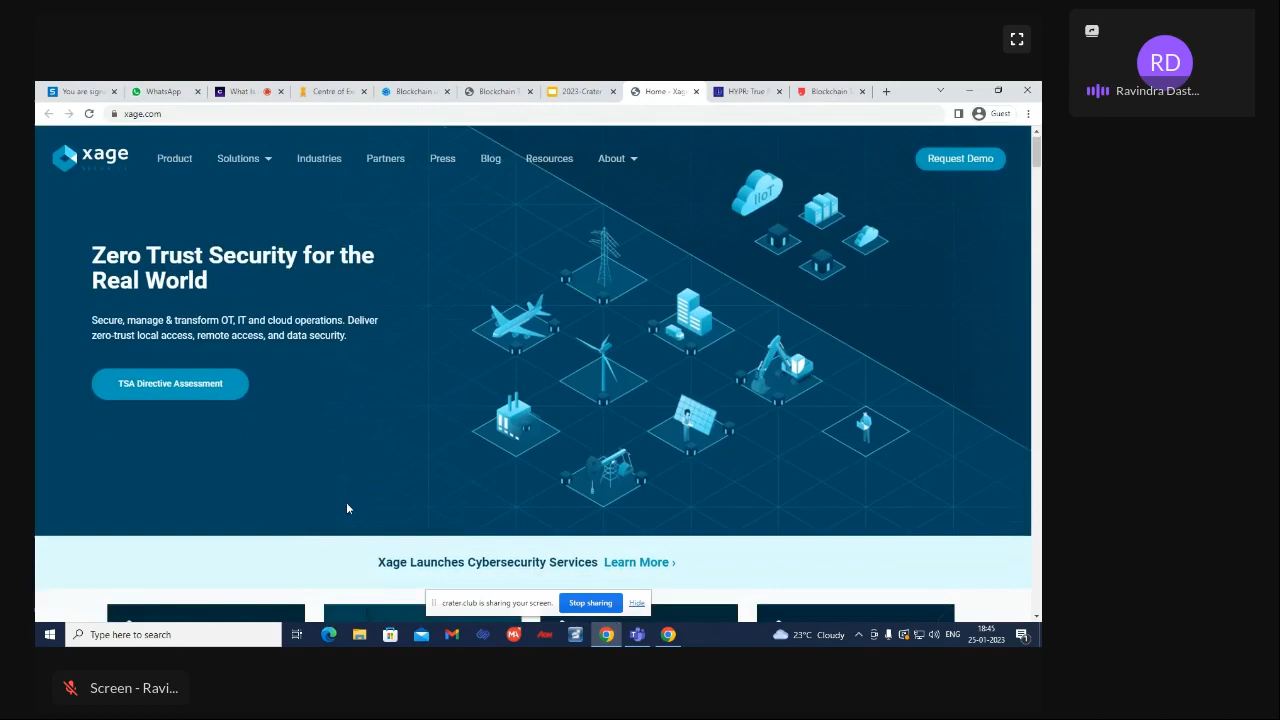 RD
Ravindra Dast...
You are sign
WhatsApp
What is
Centre of Ex
Blockchain
Blockchain
2023-Crater
Home - Xage
HYPR: True
Blockchain
xage.com
Guest
xage
Product
Solutions
Industries
Partners
Press
Blog
Resources
About
Request Demo
IIoT
Zero Trust Security for the
Real World
Secure, manage & transform OT, IT and cloud operations. Deliver
zero-trust local access, remote access, and data security.
TSA Directive Assessment
Xage Launches Cybersecurity Services Learn More ›
crater.club is sharing your screen.
Stop sharing
Hide
Type here to search
23°C Cloudy
ENG
18:45
25-01-2023
Screen - Ravi...